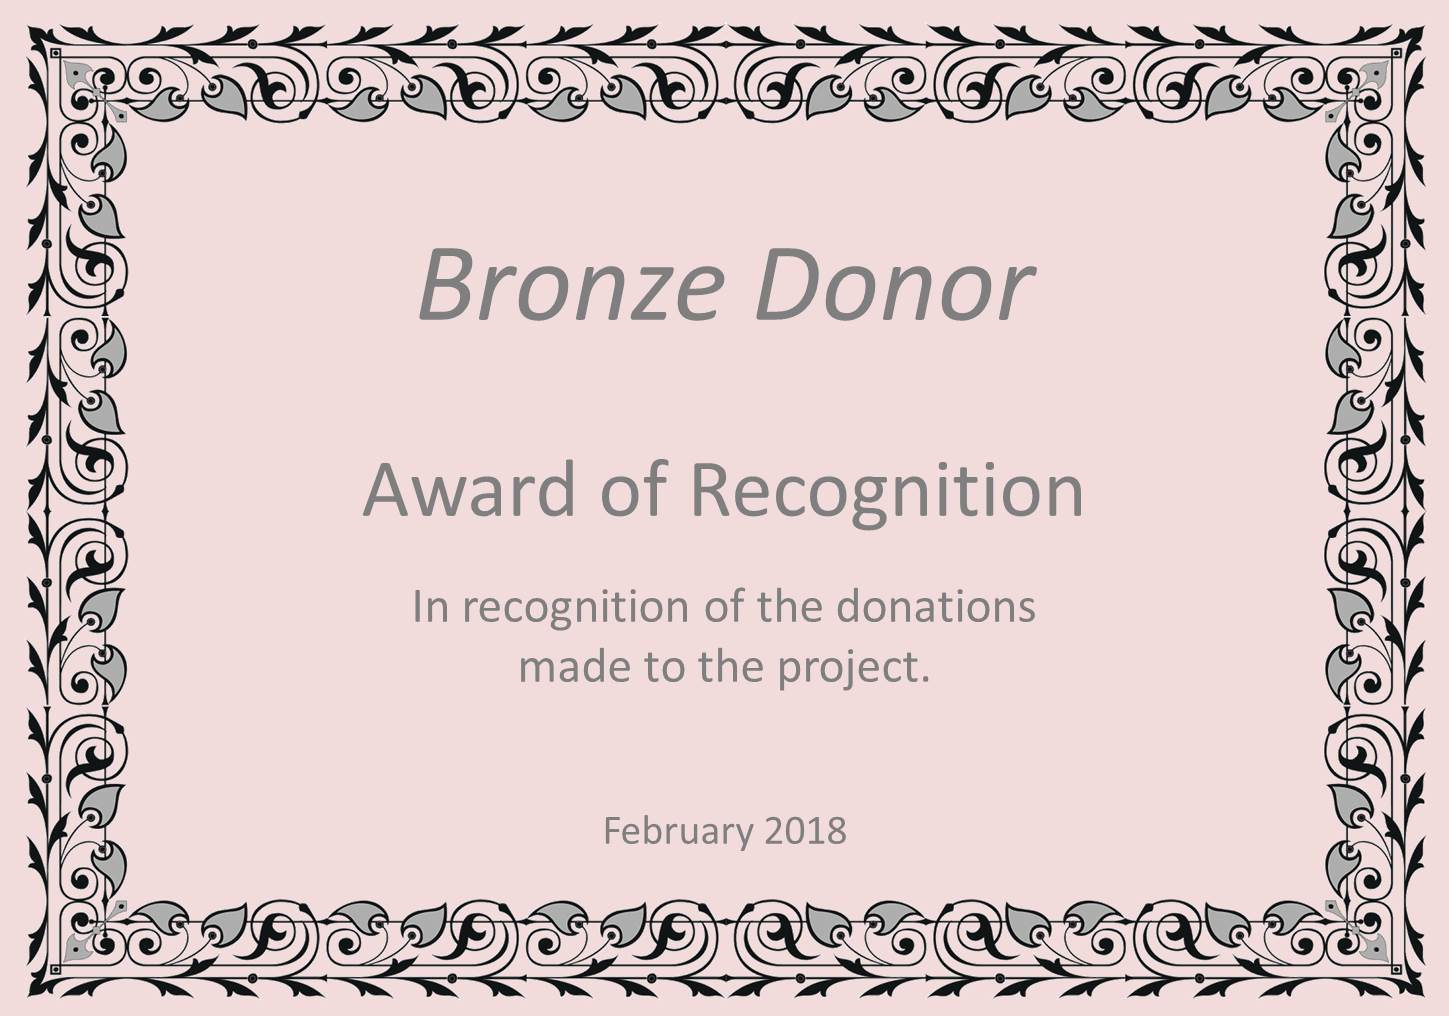 Bronze Donor
Award of Recognition
In recognition of the donations
made to the project.
February 2018